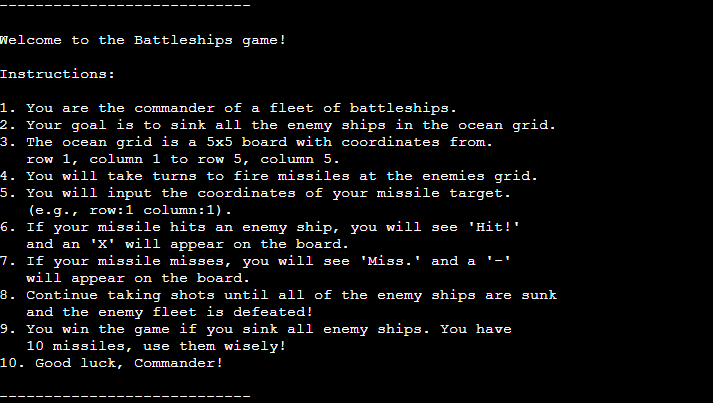 ----------------------------
Welcome to the Battleships game!
Instructions:
1. You are the commander of a fleet of battleships.
2. Your goal is to sink all the enemy ships in the ocean grid.
3. The ocean grid is a 5x5 board with coordinates from.
row 1, column 1 to row 5, column 5.
4. You will take turns to fire missiles at the enemies grid.
5. You will input the coordinates of your missile target.
(e.g., row:1 column:1).
6. If your missile hits an enemy ship, you will see 'Hit!'
and an 'X' will appear on the board.
7. If your missile misses, you will see 'Miss.' and a '-'
will appear on the board.
8. Continue taking shots until all of the enemy ships are sunk
and the enemy fleet is defeated!
9. You win the game if you sink all enemy ships. You have
10 missiles, use them wisely!
10. Good luck, Commander!
----------------------------